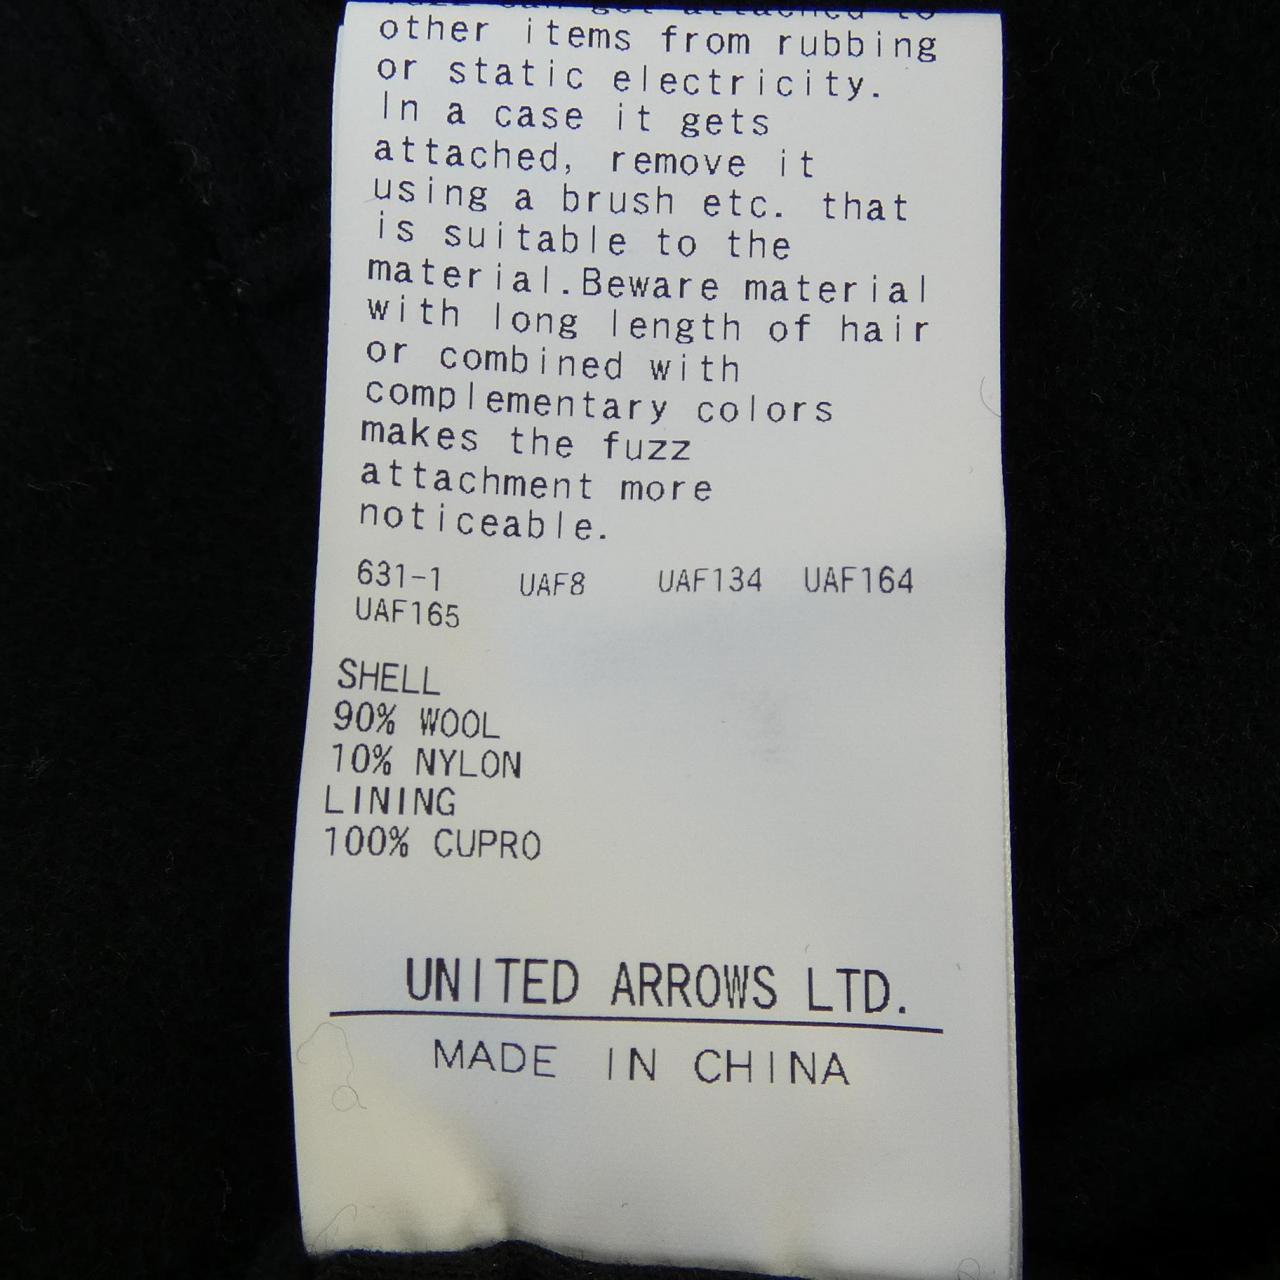 other items from rubbing
or static electricity.
In a case it gets
attached, remove it
using a brush etc. that
is suitable to the
material.Beware material
with long length of hair
or combined with
complementary colors
makes the fuzz
attachment more
noticeable.
631-1 UAF8 UAF134 UAF164
UAF165
SHELL
90% WOOL
10% NYLON
LINING
100% CUPRO
UNITED ARROWS LTD.
MADE IN CHINA